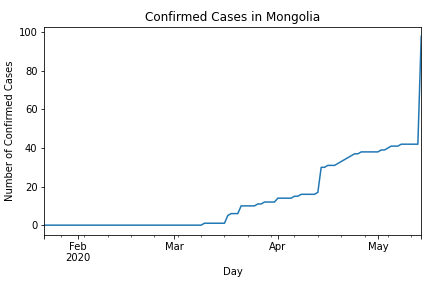 Confirmed Cases in Mongolia
100
80
60
40
20
0
Number of Confirmed Cases
Feb
2020
Mar
Apr
May
Day